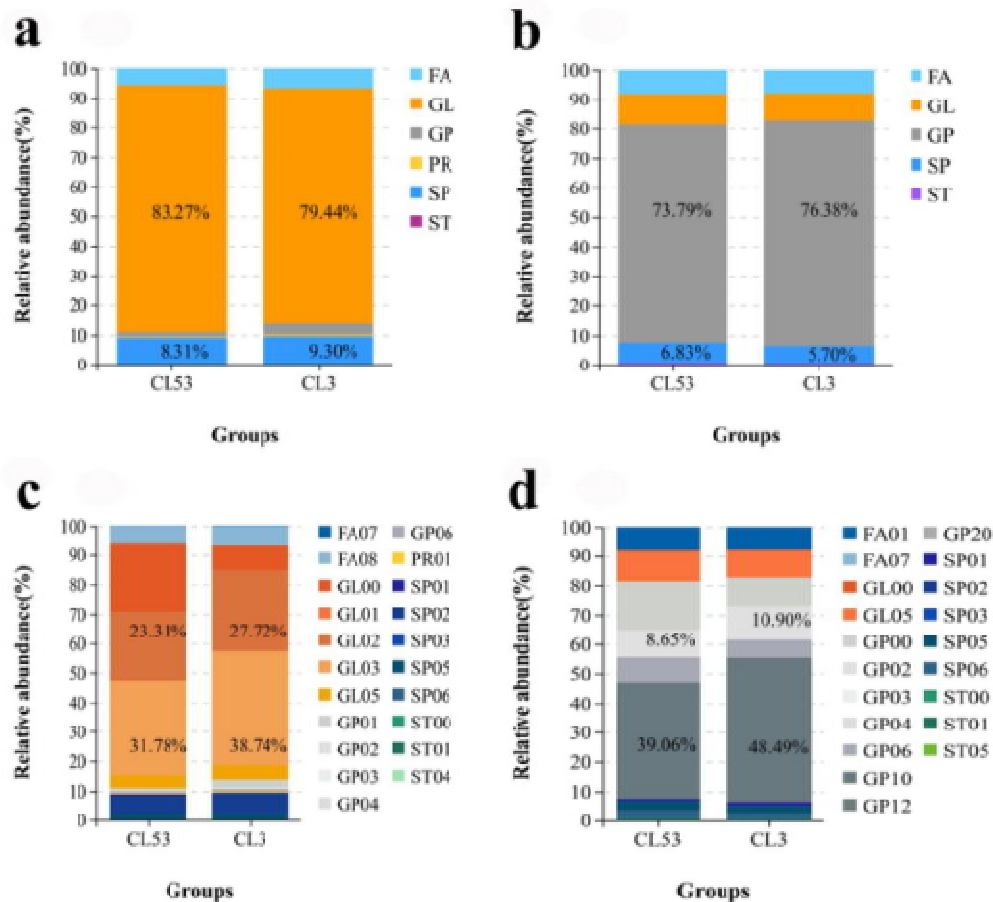 a
100
90
80
70
60
50
40
30
20
10
0
Relative abundance(%)
83.27%
79.44%
8.31%
9.30%
CL53
CL3
Groups
FA
GL
GP
PR
SP
ST
b
100
90
80
70
60
50
40
30
20
10
0
Relative abundance(%)
73.79%
76.38%
6.83%
5.70%
CL53
CL3
Groups
FA
GL
GP
SP
ST
c
100
90
80
70
60
50
40
30
20
10
0
Relative abundance(%)
23.31%
27.72%
31.78%
38.74%
CL53
CL3
Groups
FA07
FA08
GL00
GL01
GL02
GL03
GL05
GP01
GP02
GP03
GP04
GP06
PR01
SP01
SP02
SP03
SP05
SP06
ST00
ST01
ST04
d
100
90
80
70
60
50
40
30
20
10
0
Relative abundance(%)
8.65%
10.90%
39.06%
48.49%
CL53
CL3
Groups
FA01
FA07
GL00
GL05
GP00
GP02
GP03
GP04
GP06
GP10
GP12
GP20
SP01
SP02
SP03
SP05
SP06
ST00
ST01
ST05